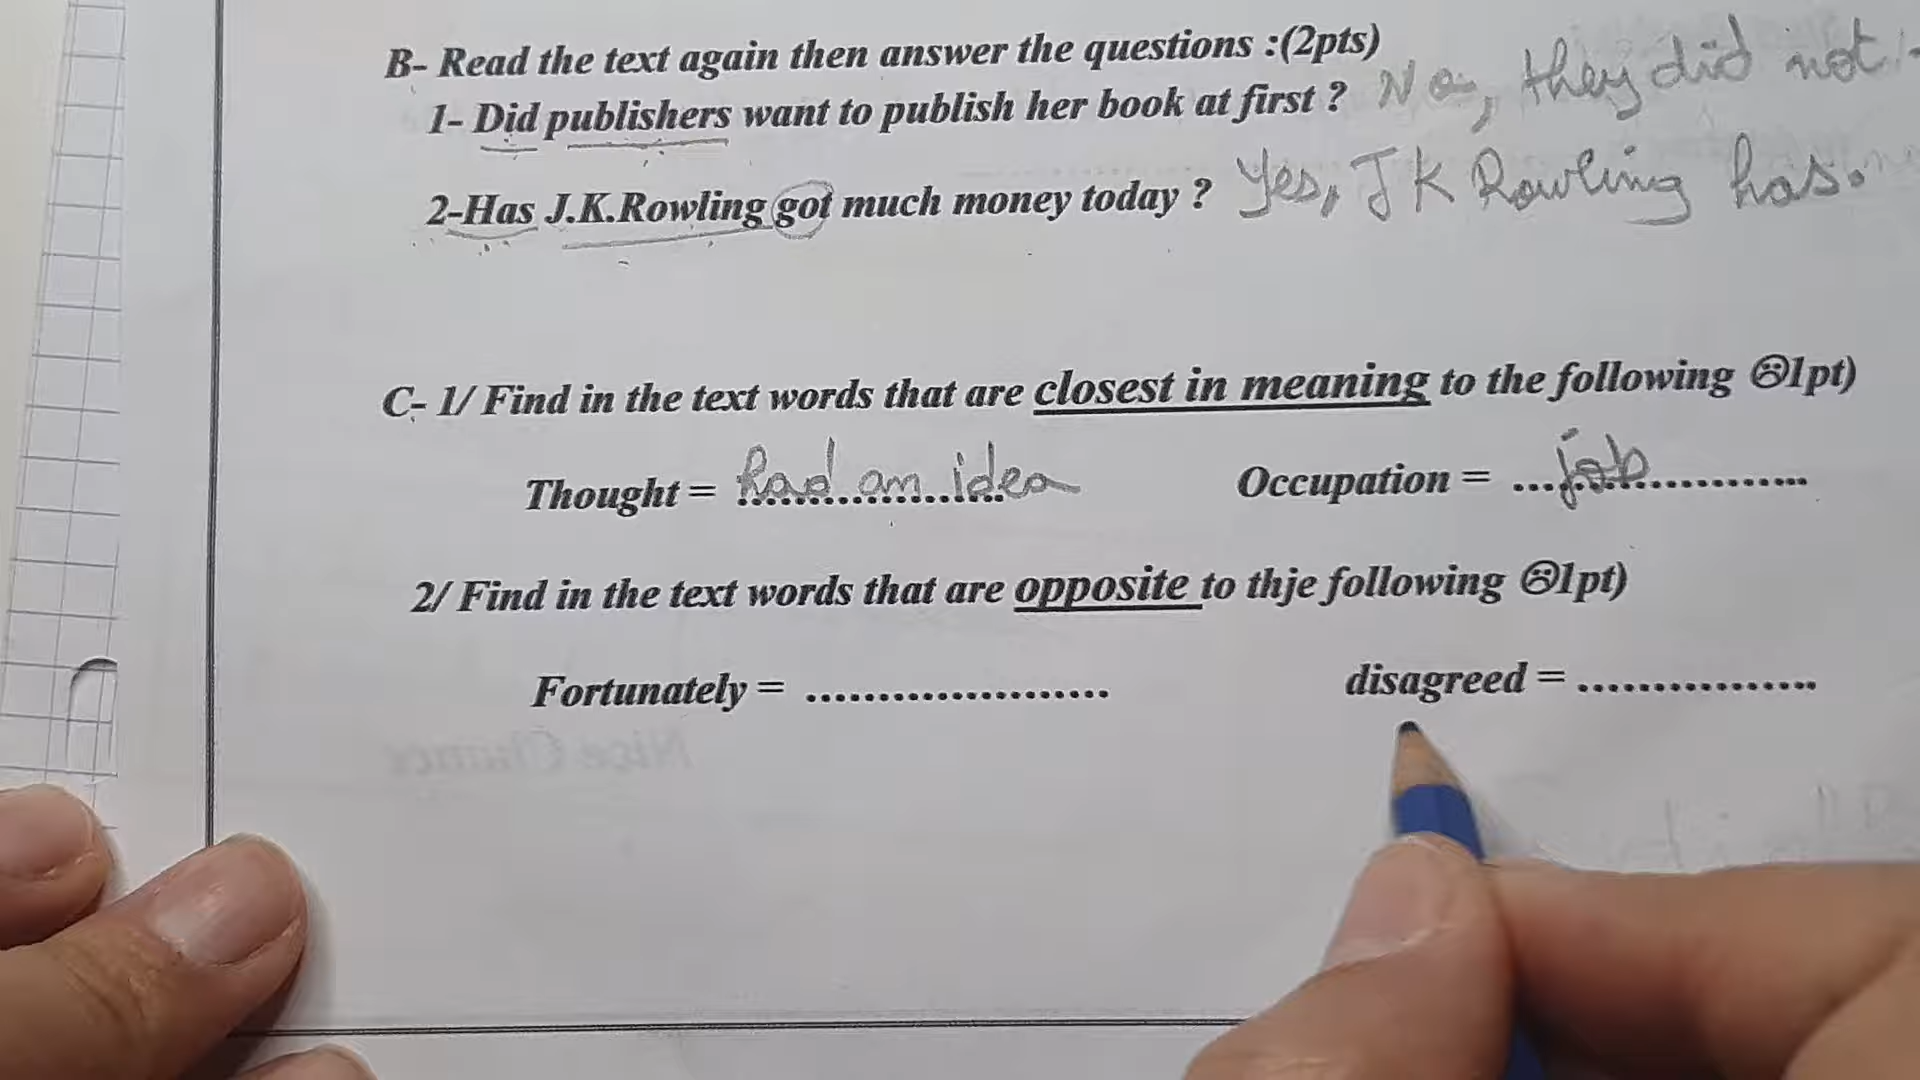 B- Read the text again then answer the questions :(2pts)
1- Did publishers want to publish her book at first ? No, they did not.
2-Has J.K.Rowling got much money today ? Yes, J K Rowling has.
C- 1/ Find in the text words that are closest in meaning to the following ☹1pt)
Thought = had an idea Occupation = ...job.................
2/ Find in the text words that are opposite to thje following ☹1pt)
Fortunately = ..................... disagreed = .................
Nice Chance